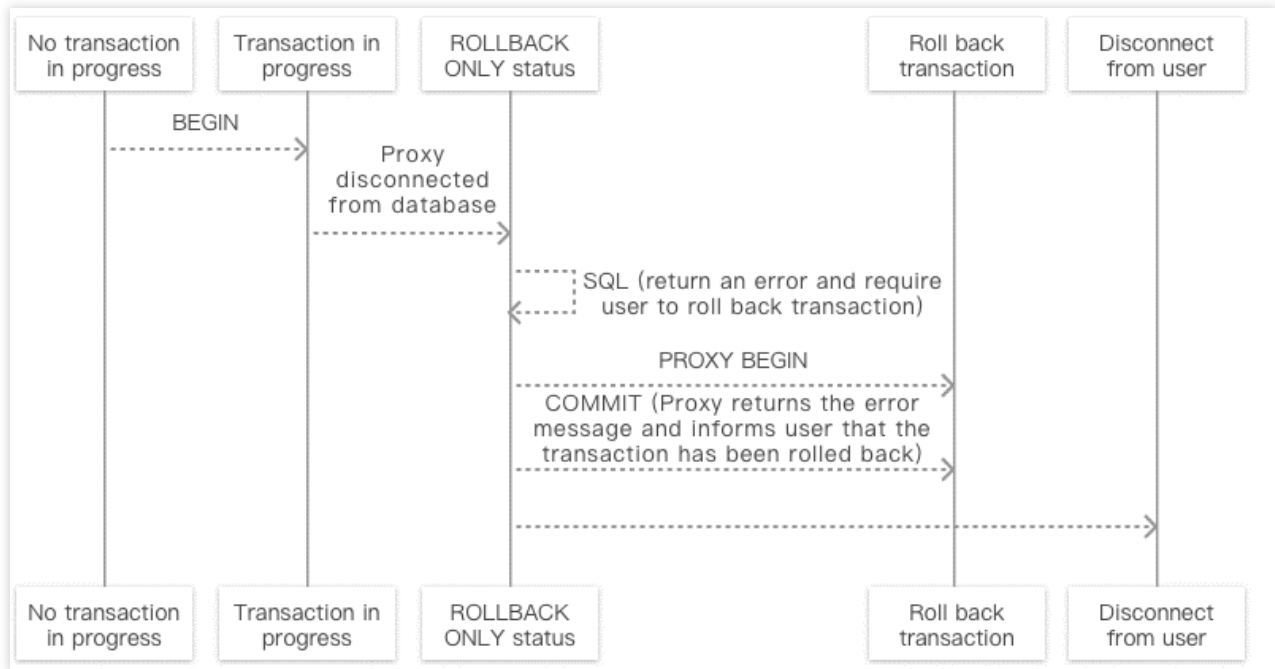 No transaction
in progress
Transaction in
progress
ROLLBACK
ONLY status
Roll back
transaction
Disconnect
from user
BEGIN
Proxy
disconnected
from database
SQL (return an error and require
user to roll back transaction)
PROXY BEGIN
COMMIT (Proxy returns the error
message and informs user that the
transaction has been rolled back)
No transaction
in progress
Transaction in
progress
ROLLBACK
ONLY status
Roll back
transaction
Disconnect
from user